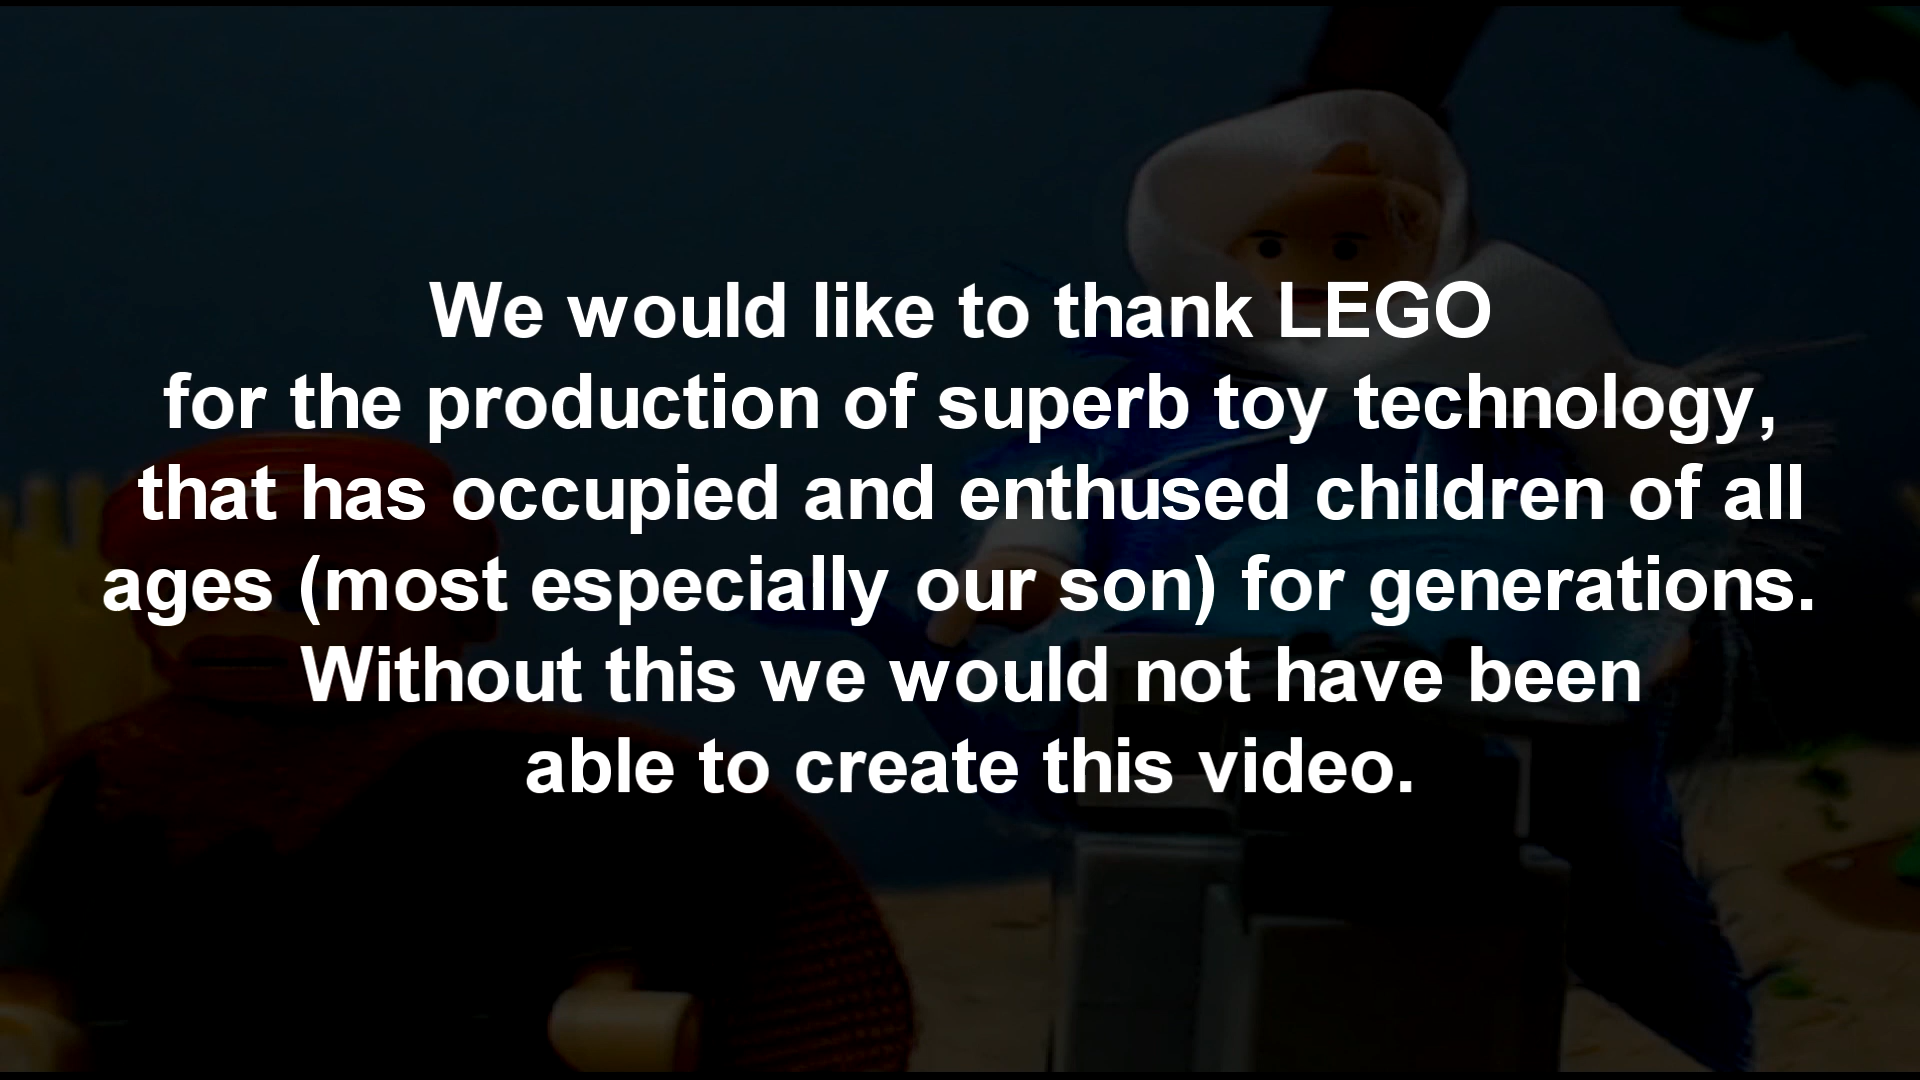 We would like to thank LEGO
for the production of superb toy technology,
that has occupied and enthused children of all
ages (most especially our son) for generations.
Without this we would not have been
able to create this video.